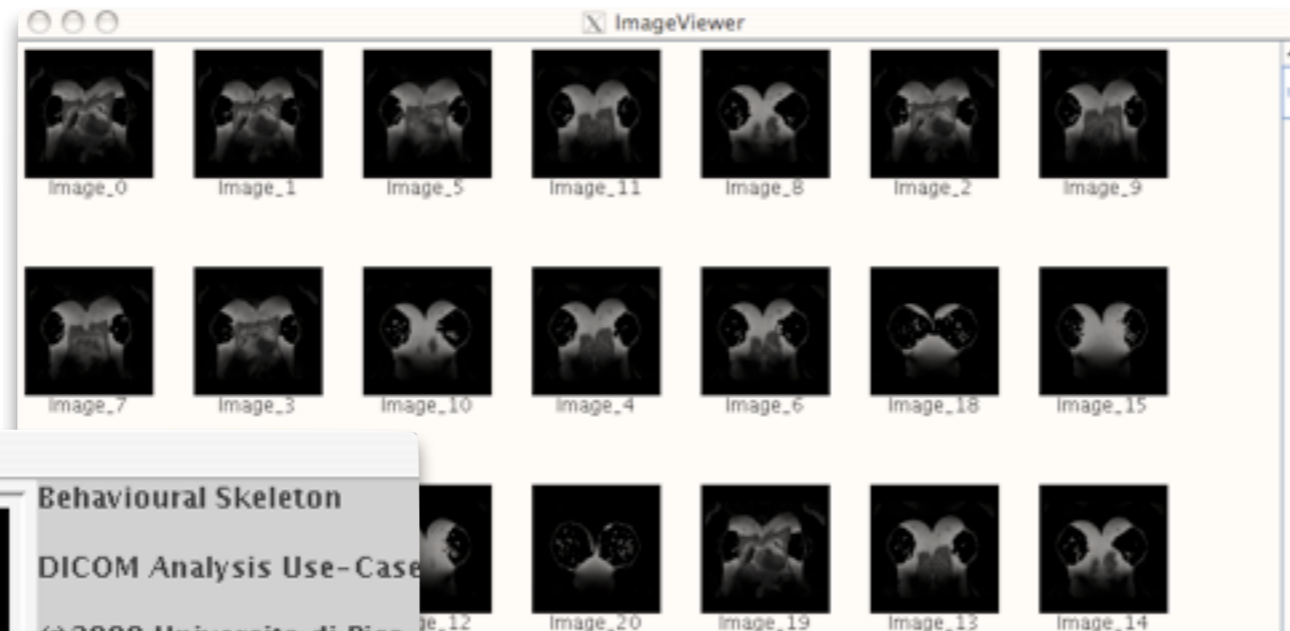 ImageViewer
Image_0 Image_1 Image_5 Image_11 Image_8 Image_2 Image_9
Image_7 Image_3 Image_10 Image_4 Image_6 Image_18 Image_15
ge_12 Image_20 Image_19 Image_13 Image_14
Behavioural Skeleton
DICOM Analysis Use-Case